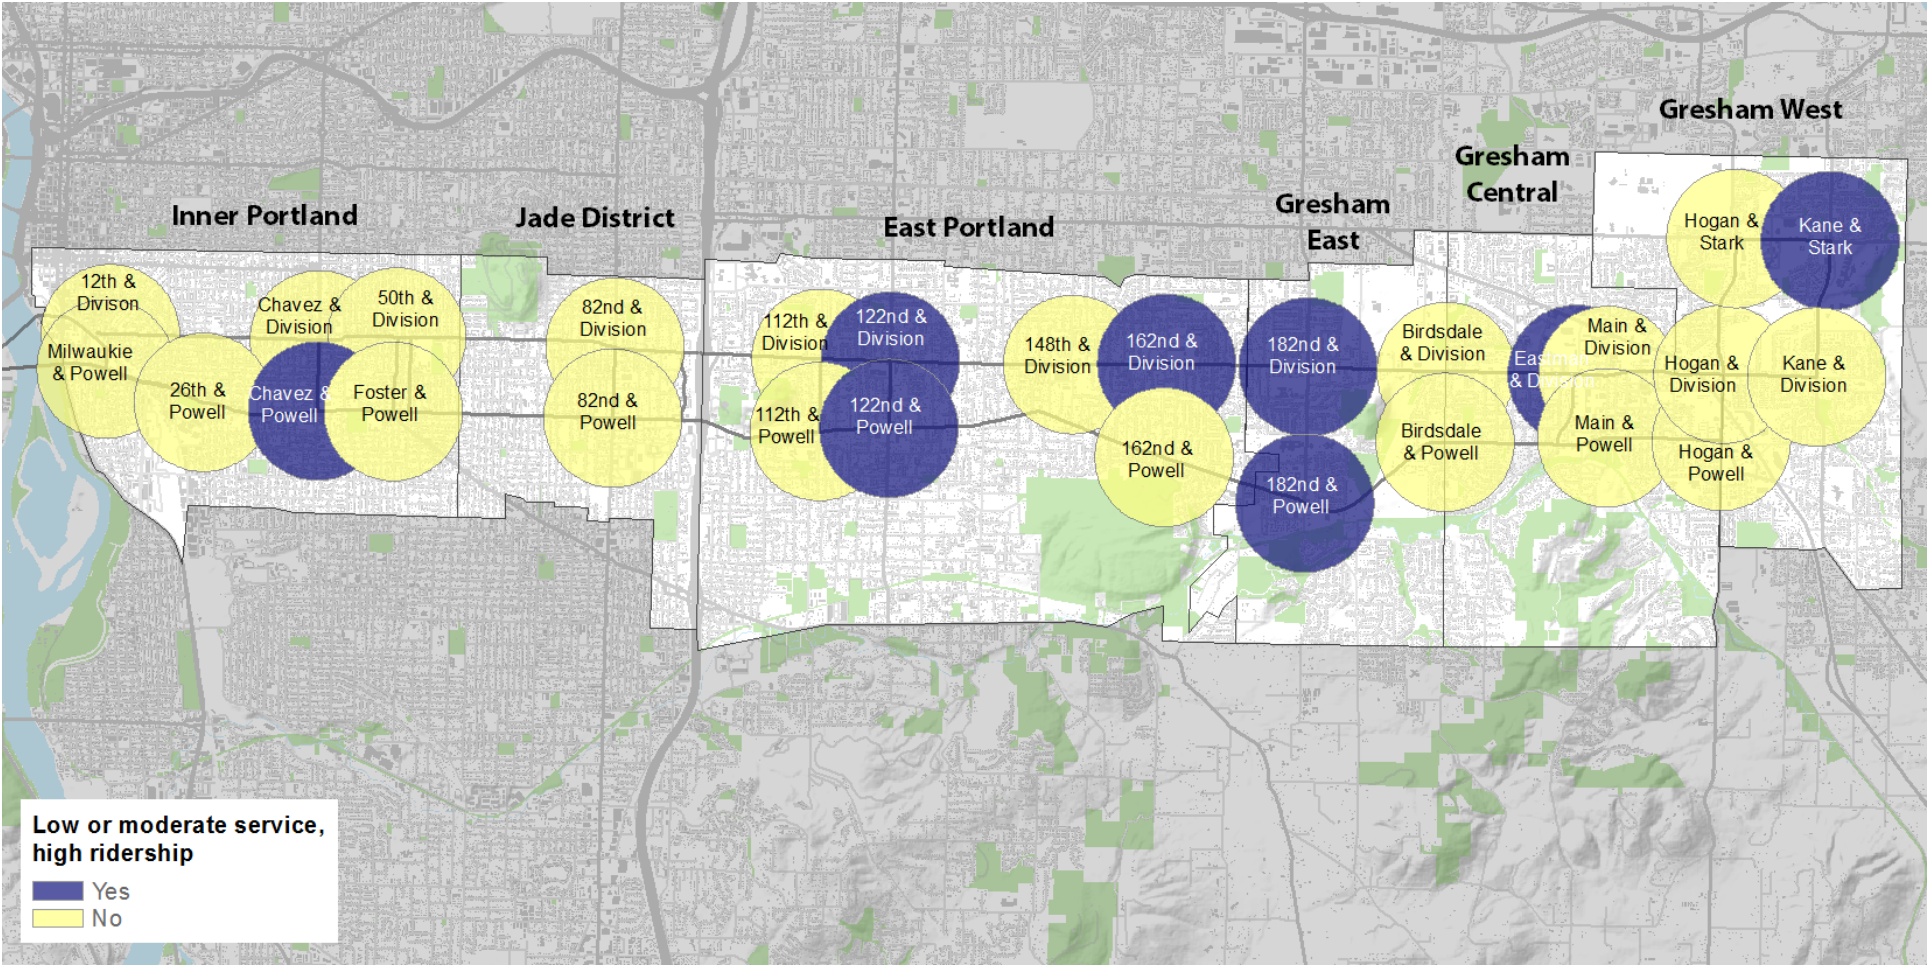 Gresham West
Gresham
Central
Gresham
East
Inner Portland
Jade District
East Portland
Hogan &
Stark
Kane &
Stark
12th &
Divison
Chavez &
Division
50th &
Division
82nd &
Division
112th &
Division
122nd &
Division
148th &
Division
162nd &
Division
182nd &
Division
Birdsdale
& Division
Eastman
& Division
Main &
Division
Hogan &
Division
Kane &
Division
Milwaukie
& Powell
26th &
Powell
Chavez &
Powell
Foster &
Powell
82nd &
Powell
112th &
Powell
122nd &
Powell
162nd &
Powell
182nd &
Powell
Birdsdale
& Powell
Main &
Powell
Hogan &
Powell
Low or moderate service,
high ridership
Yes
No